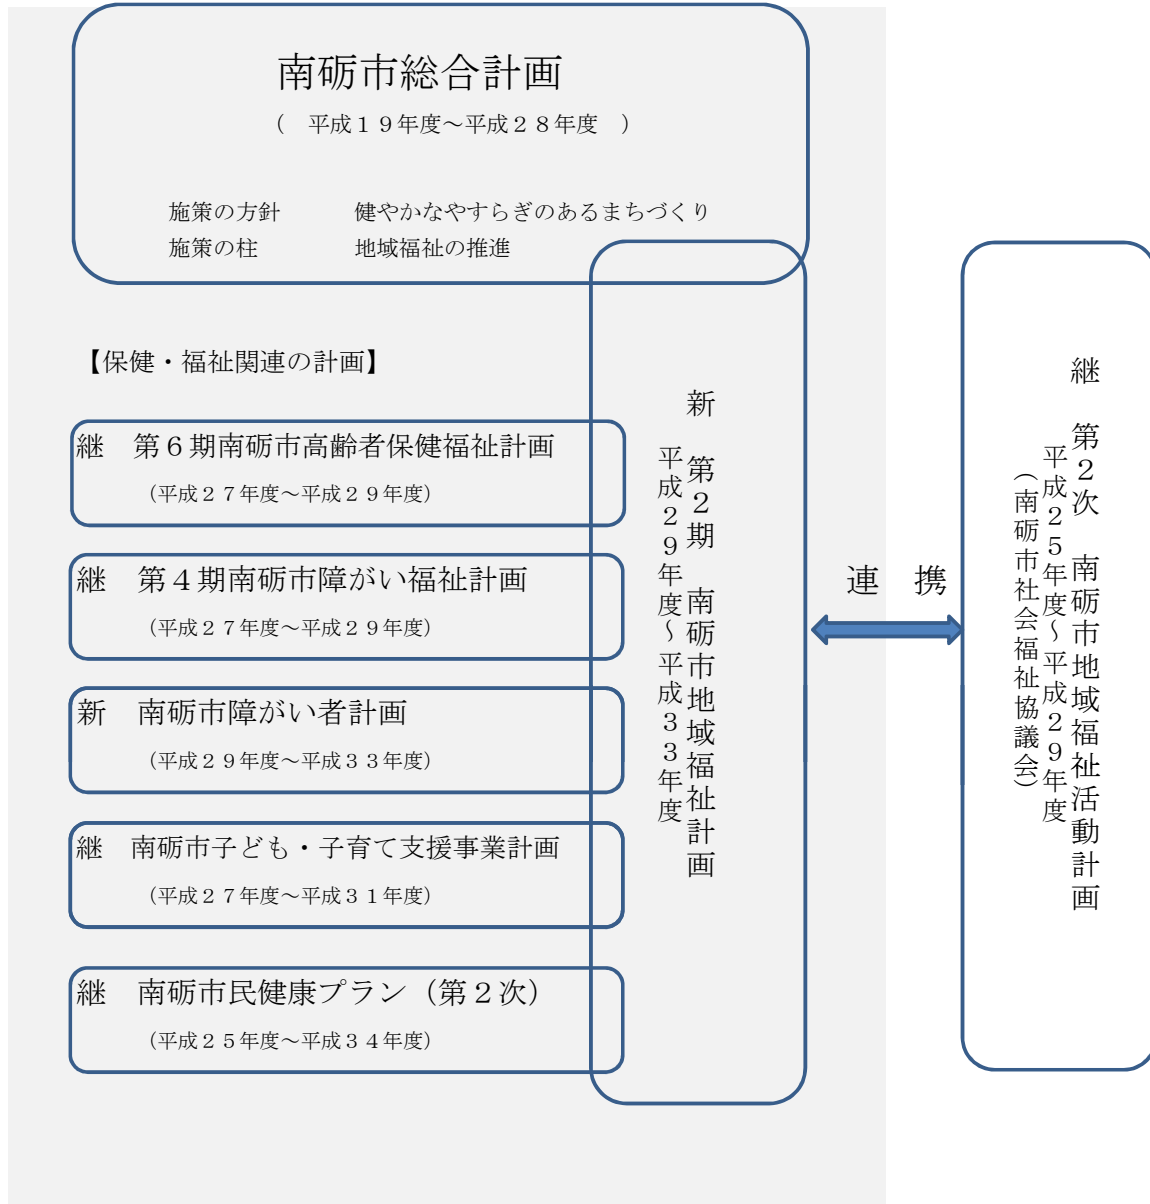 南砺市総合計画
（　平成１９年度～平成２８年度　）
施策の方針　　　健やかなやすらぎのあるまちづくり
施策の柱　　　　地域福祉の推進
【保健・福祉関連の計画】
継　第６期南砺市高齢者保健福祉計画
（平成２７年度～平成２９年度）
継　第４期南砺市障がい福祉計画
（平成２７年度～平成２９年度）
新　南砺市障がい者計画
（平成２９年度～平成３３年度）
継　南砺市子ども・子育て支援事業計画
（平成２７年度～平成３１年度）
継　南砺市民健康プラン（第２次）
（平成２５年度～平成３４年度）
新　第２期　南砺市地域福祉計画
平成２９年度～平成３３年度
連　携
継　第２次　南砺市地域福祉活動計画
平成２５年度～平成２９年度
（南砺市社会福祉協議会）